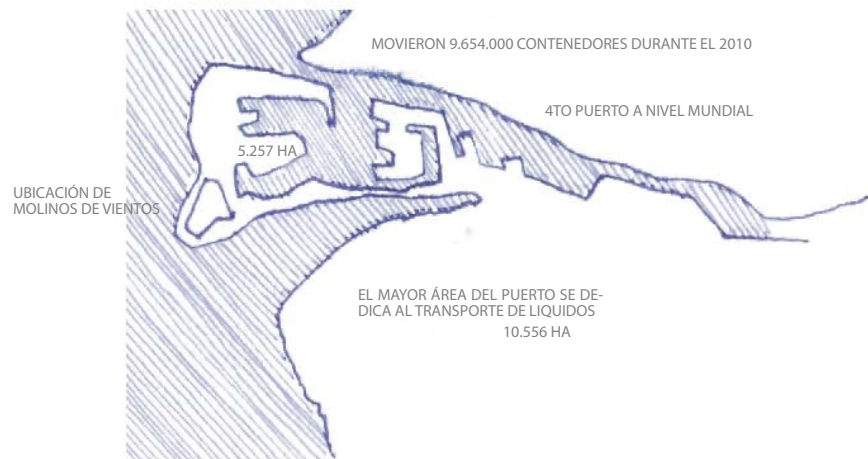 MOVIERON 9.654.000 CONTENEDORES DURANTE EL 2010
4TO PUERTO A NIVEL MUNDIAL
5.257 HA
UBICACIÓN DE
MOLINOS DE VIENTOS
EL MAYOR ÁREA DEL PUERTO SE DE-
DICA AL TRANSPORTE DE LIQUIDOS
10.556 HA